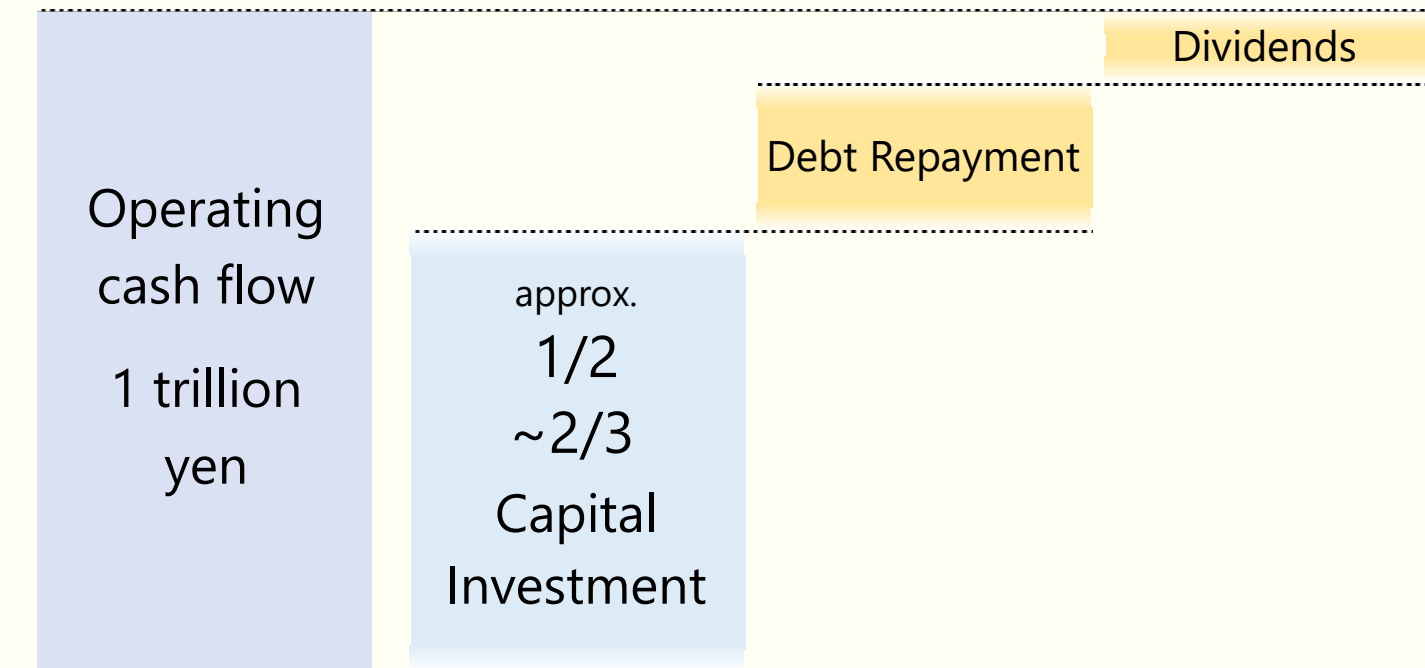 Dividends
Debt Repayment
Operating
cash flow
1 trillion
yen
approx.
1/2
~2/3
Capital
Investment